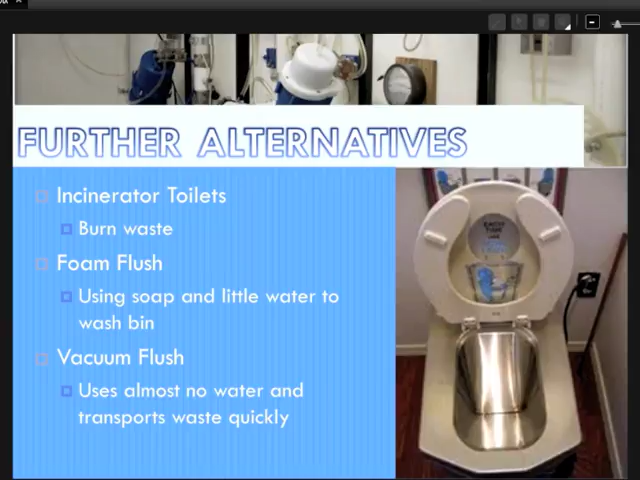 FURTHER ALTERNATIVES
Incinerator Toilets
Burn waste
Foam Flush
Using soap and little water to
wash bin
Vacuum Flush
Uses almost no water and
transports waste quickly